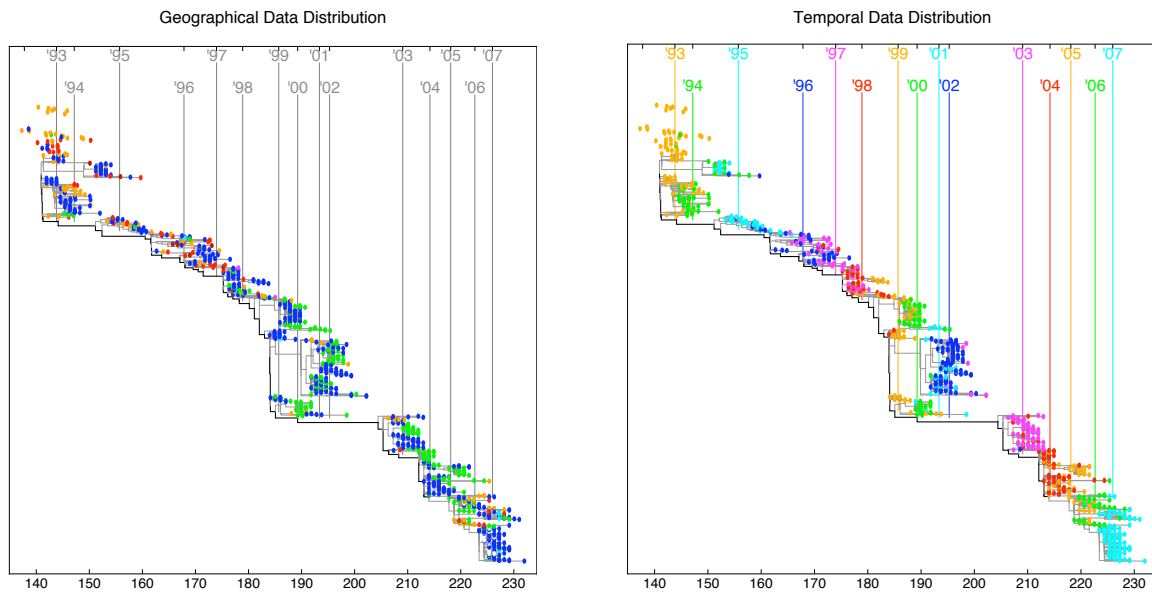 Geographical Data Distribution
Temporal Data Distribution
'93 '95 '97 '99 '01 '03 '05 '07
'94 '96 '98 '00 '02 '04 '06
'93 '95 '97 '99 '01 '03 '05 '07
'94 '96 '98 '00 '02 '04 '06
140 150 160 170 180 190 200 210 220 230
140 150 160 170 180 190 200 210 220 230